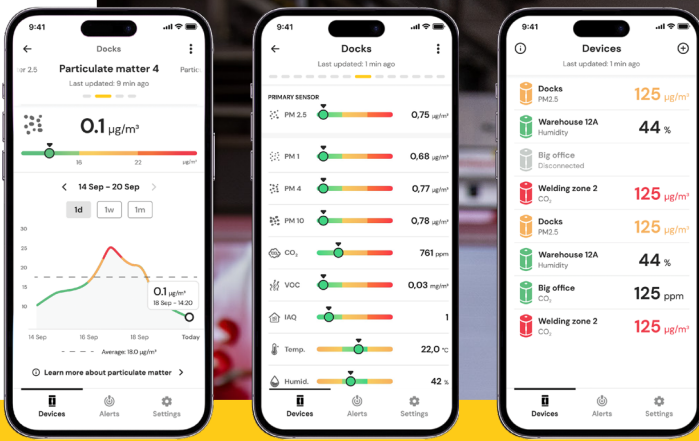 9:41
Docks
er 2.5
Particulate matter 4
Partic
Last updated: 9 min ago
0.1 μg/m³
16
22
μg/m³
14 Sep – 20 Sep
1d
1w
1m
30
25
20
15
10
0.1 μg/m³
18 Sep - 14:20
14 Sep
16 Sep
18 Sep
Today
Average: 18.0 μg/m³
Learn more about particulate matter
Devices
Alerts
Settings
9:41
Docks
Last updated: 1 min ago
PRIMARY SENSOR
PM 2.5
0,75 μg/m³
PM 1
0,68 μg/m³
PM 4
0,77 μg/m³
PM 10
0,78 μg/m³
CO₂
761 ppm
VOC
0,03 mg/m³
IAQ
1
Temp.
22,0 °C
Humid.
42 %
Devices
Alerts
Settings
9:41
Devices
Last updated: 1 min ago
Docks
PM2.5
125 μg/m³
Warehouse 12A
Humidity
44 %
Big office
Disconnected
Welding zone 2
CO₂
125 μg/m³
Docks
PM2.5
125 μg/m³
Warehouse 12A
Humidity
44 %
Big office
CO₂
125 ppm
Welding zone 2
CO₂
125 μg/m³
Devices
Alerts
Settings